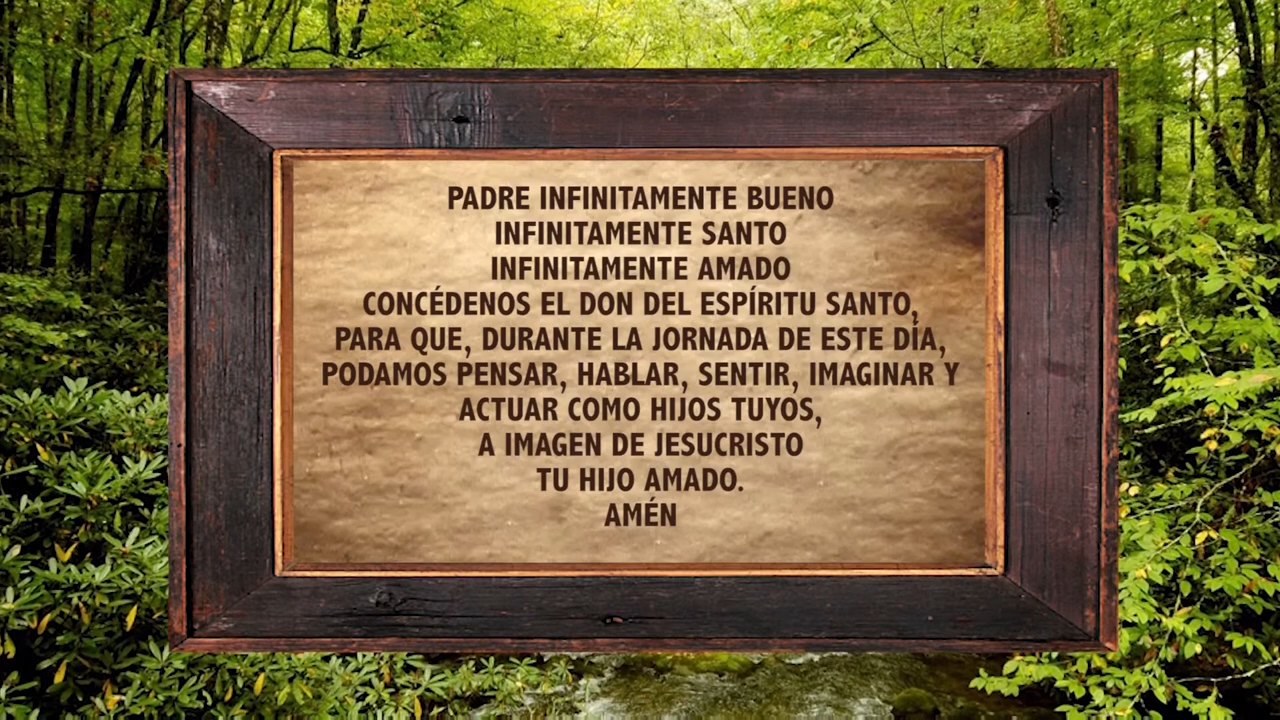 PADRE INFINITAMENTE BUENO
INFINITAMENTE SANTO
INFINITAMENTE AMADO
CONCÉDENOS EL DON DEL ESPÍRITU SANTO,
PARA QUE, DURANTE LA JORNADA DE ESTE DÍA,
PODAMOS PENSAR, HABLAR, SENTIR, IMAGINAR Y
ACTUAR COMO HIJOS TUYOS,
A IMAGEN DE JESUCRISTO
TU HIJO AMADO.
AMÉN